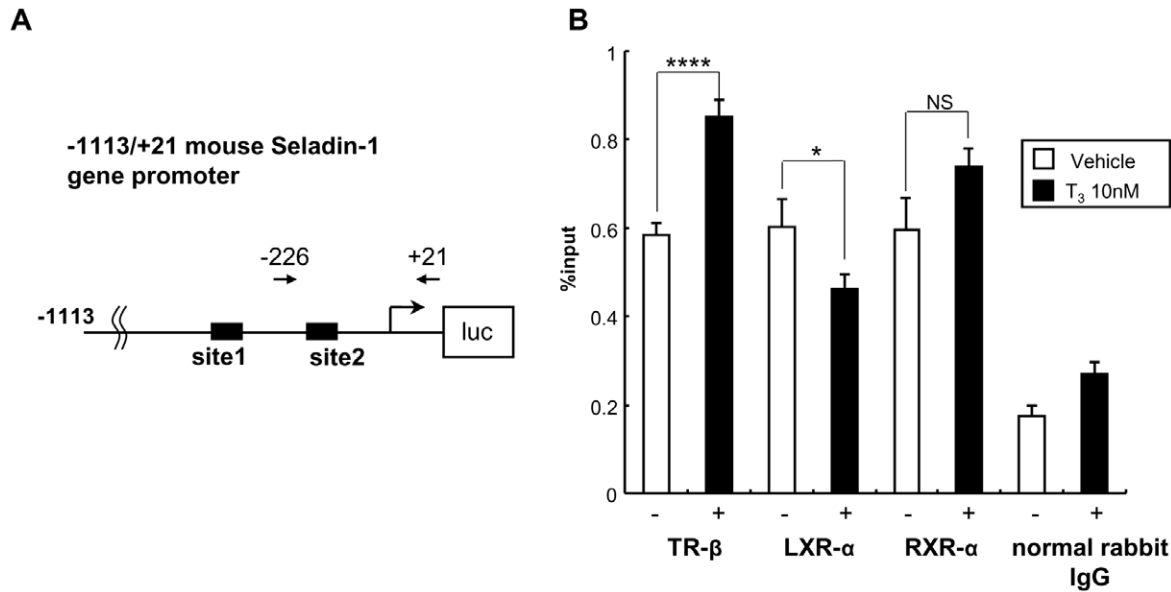 A
-1113/+21 mouse Seladin-1
gene promoter
-226
+21
-1113
site1
site2
luc
B
%input
1
0.8
0.6
0.4
0.2
0
****
*
NS
Vehicle
T₃ 10nM
- + - + - + - +
TR-β LXR-α RXR-α normal rabbit
IgG